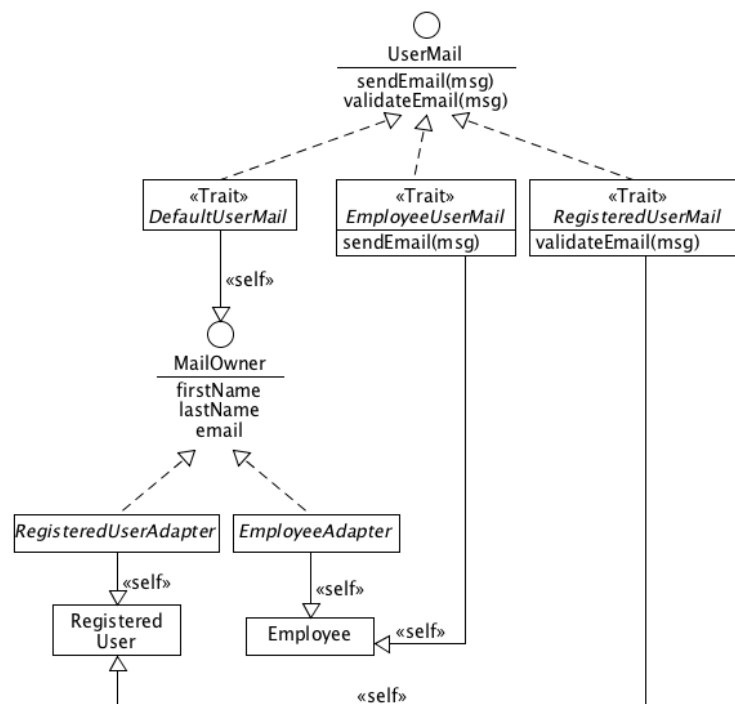 UserMail
sendEmail(msg)
validateEmail(msg)
«Trait»
DefaultUserMail
«Trait»
EmployeeUserMail
sendEmail(msg)
«Trait»
RegisteredUserMail
validateEmail(msg)
«self»
MailOwner
firstName
lastName
email
RegisteredUserAdapter
EmployeeAdapter
«self»
«self»
Registered
User
Employee
«self»
«self»